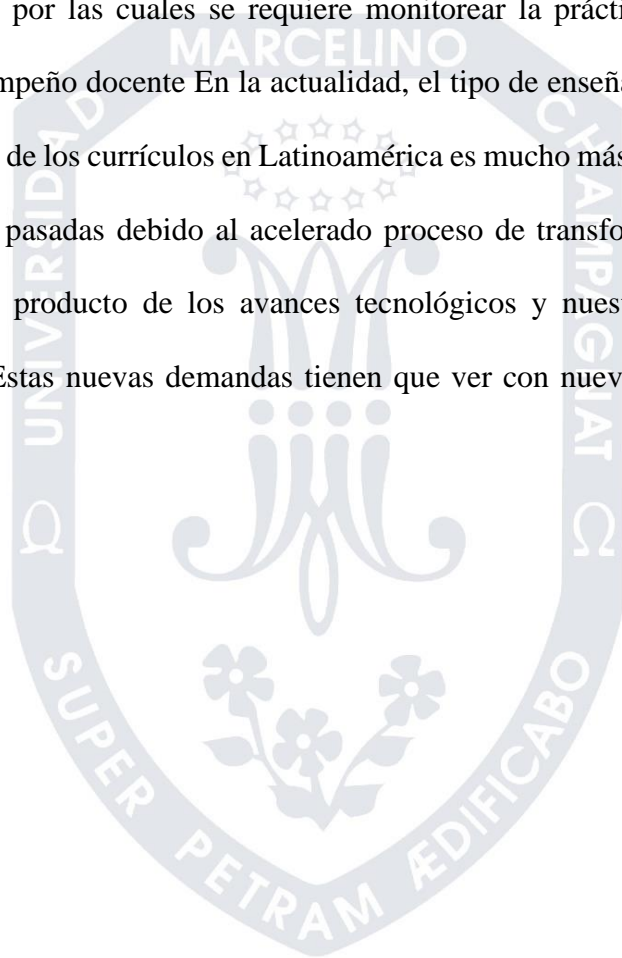 por las cuales se requiere monitorear la práctic
mpeño docente En la actualidad, el tipo de enseña
de los currículos en Latinoamérica es mucho más
pasadas debido al acelerado proceso de transfo
producto de los avances tecnológicos y nuest
Estas nuevas demandas tienen que ver con nuev
UNIVERSIDAD
MARCELINO
CHAMPAGNAT
Ω
Ω
SUPER PETRAM ÆDIFICABO